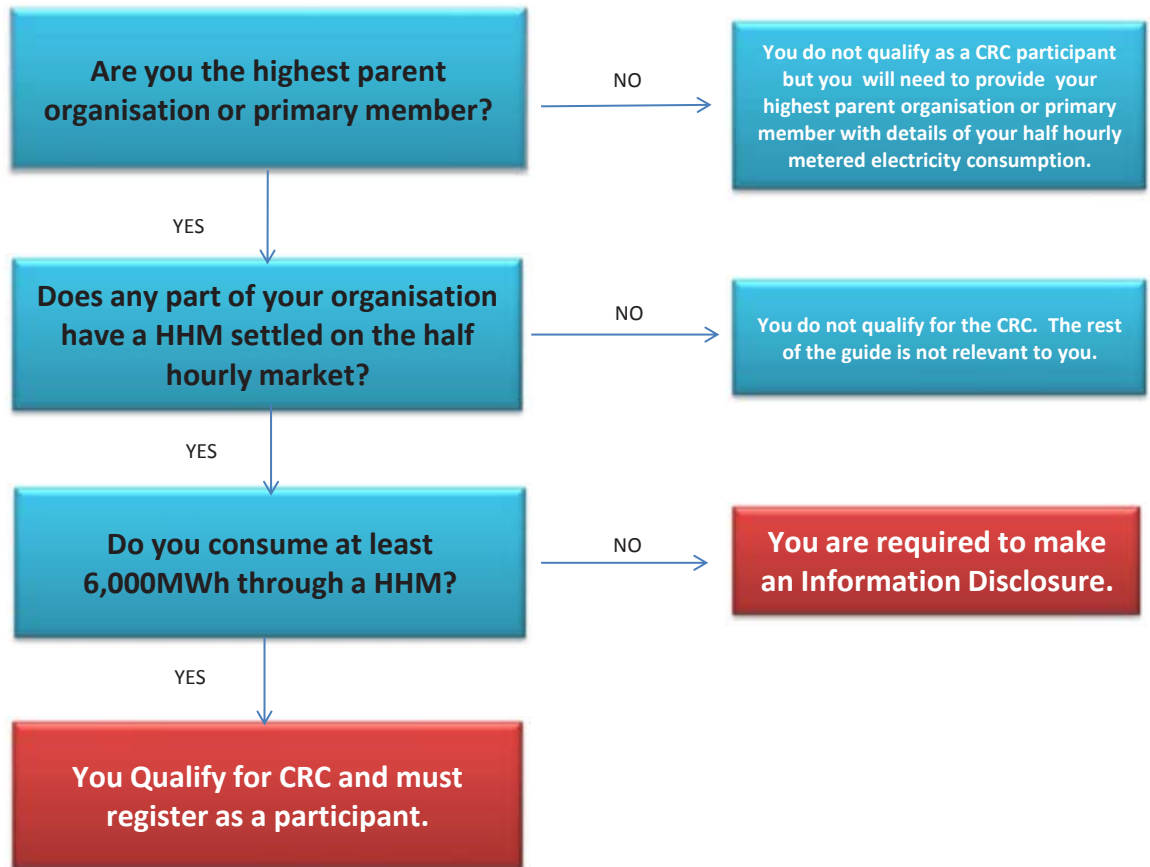 Are you the highest parent
organisation or primary member?
NO
You do not qualify as a CRC participant
but you will need to provide your
highest parent organisation or primary
member with details of your half hourly
metered electricity consumption.
YES
Does any part of your organisation
have a HHM settled on the half
hourly market?
NO
You do not qualify for the CRC. The rest
of the guide is not relevant to you.
YES
Do you consume at least
6,000MWh through a HHM?
NO
You are required to make
an Information Disclosure.
YES
You Qualify for CRC and must
register as a participant.